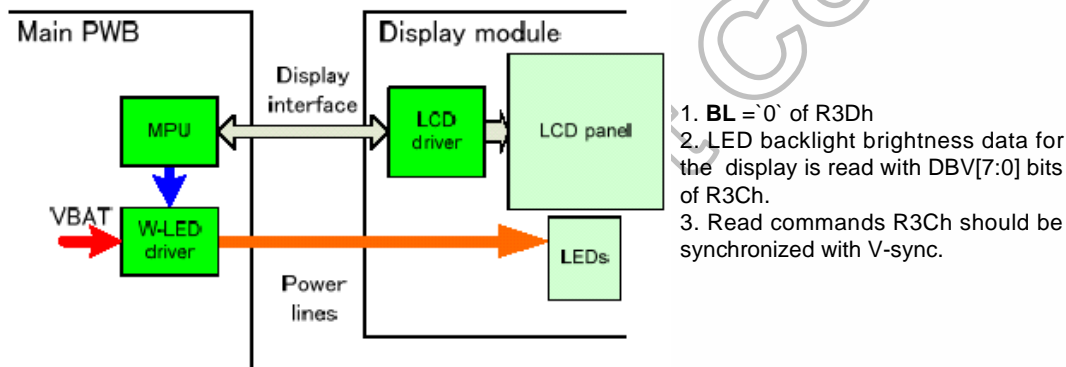 Main PWB
Display module
Display
interface
MPU
LCD
driver
LCD panel
VBAT
W-LED
driver
LEDs
Power
lines
1. BL =`0` of R3Dh
2. LED backlight brightness data for
the display is read with DBV[7:0] bits
of R3Ch.
3. Read commands R3Ch should be
synchronized with V-sync.